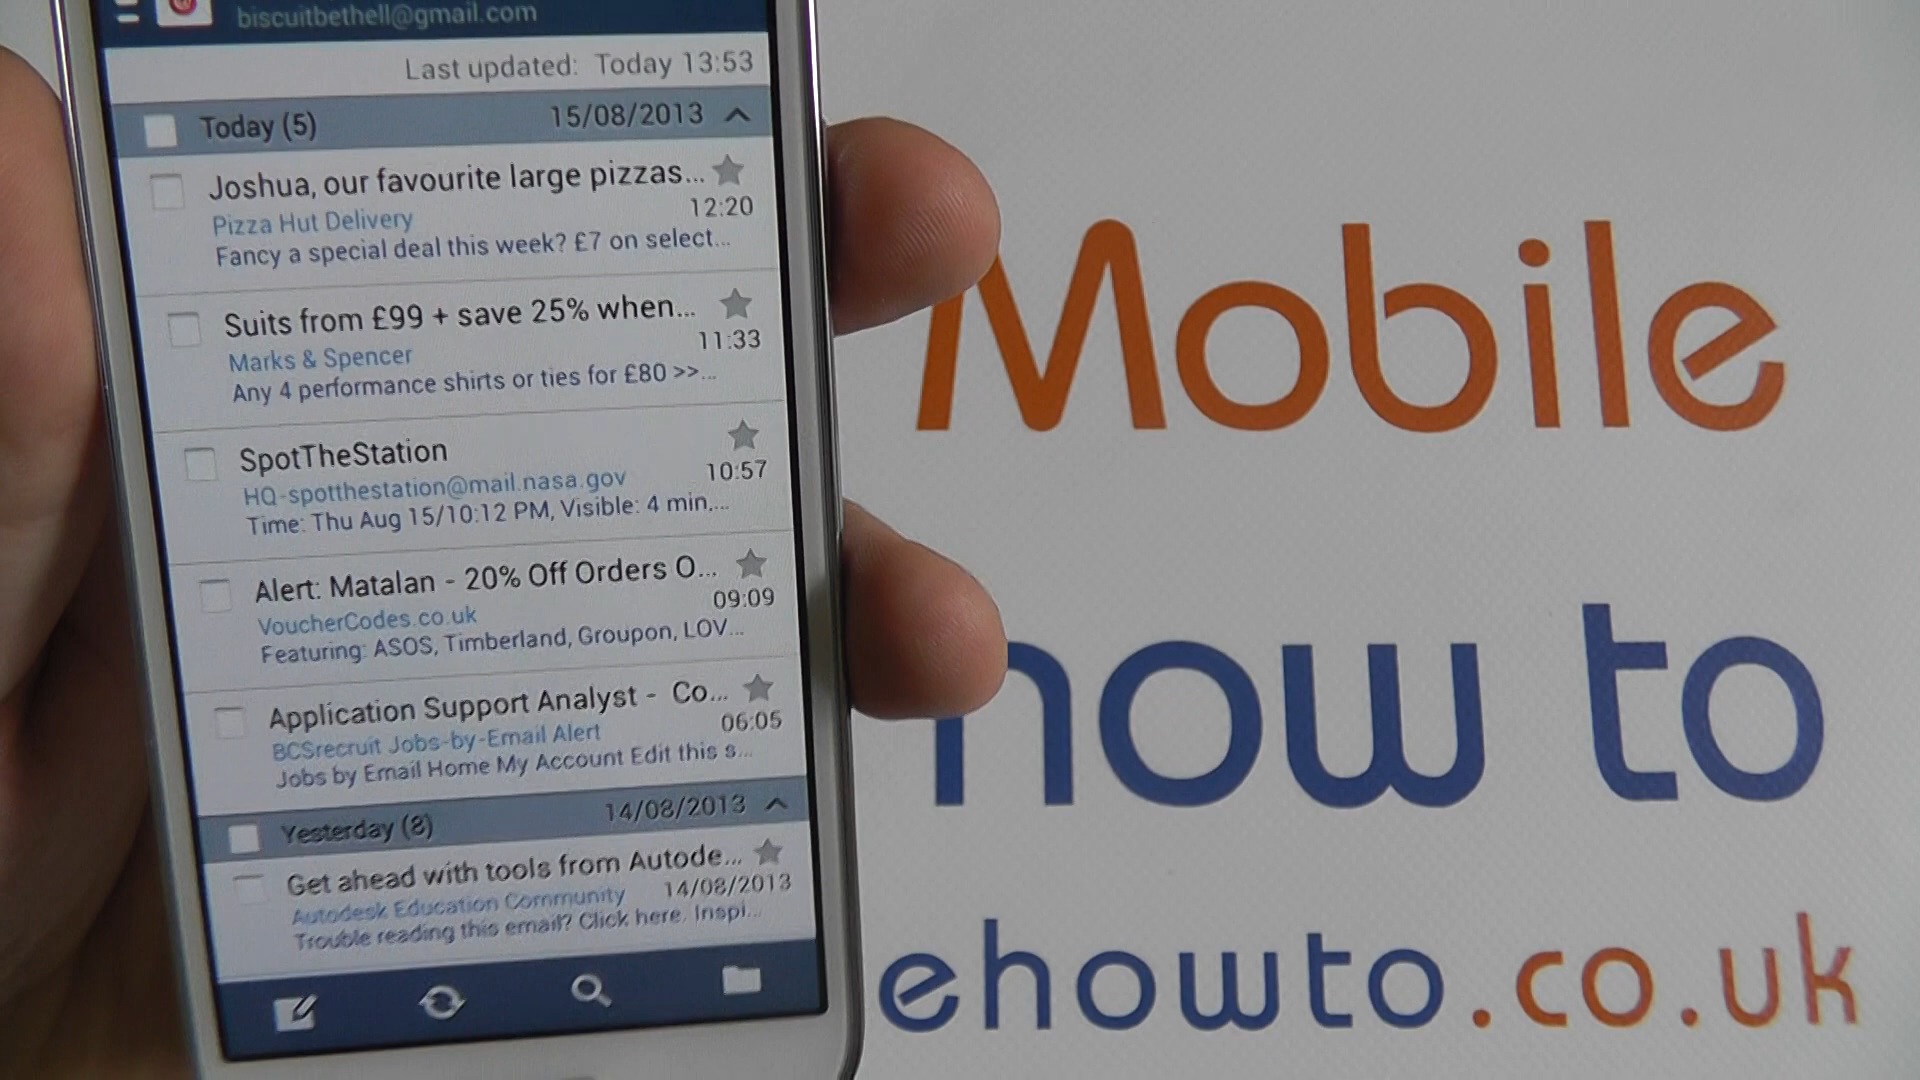 biscuitbethell@gmail.com
Last updated: Today 13:53
Today (5) 15/08/2013
Joshua, our favourite large pizzas...
Pizza Hut Delivery 12:20
Fancy a special deal this week? £7 on select...
Suits from £99 + save 25% when...
Marks & Spencer 11:33
Any 4 performance shirts or ties for £80 >>...
SpotTheStation
HQ-spotthestation@mail.nasa.gov 10:57
Time: Thu Aug 15/10:12 PM, Visible: 4 min,...
Alert: Matalan - 20% Off Orders O...
VoucherCodes.co.uk 09:09
Featuring: ASOS, Timberland, Groupon, LOV...
Application Support Analyst - Co...
BCSrecruit Jobs-by-Email Alert 06:05
Jobs by Email Home My Account Edit this s...
Yesterday (8) 14/08/2013
Get ahead with tools from Autode...
Autodesk Education Community 14/08/2013
Trouble reading this email? Click here. Inspi...
Mobile
how to
ehowto.co.uk